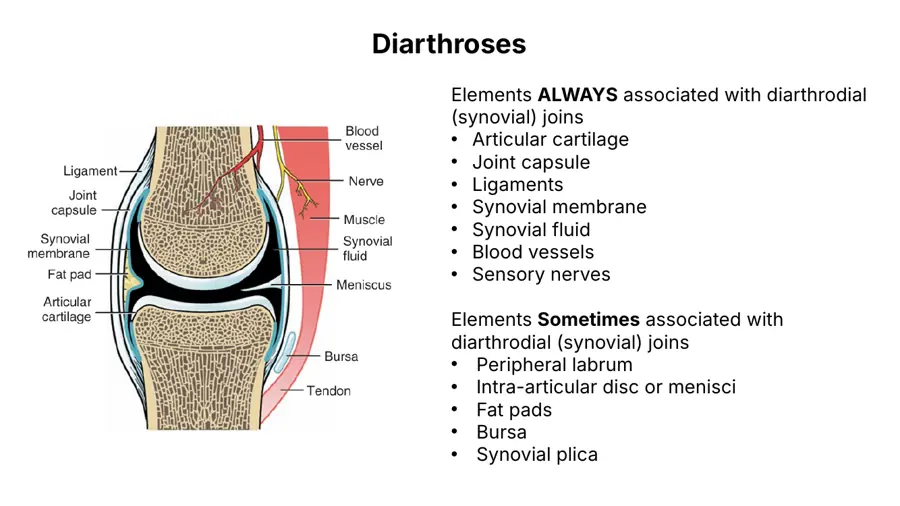 Diarthroses
Blood
vessel
Ligament
Nerve
Joint
capsule
Muscle
Synovial
membrane
Synovial
fluid
Fat pad
Meniscus
Articular
cartilage
Bursa
Tendon
Elements ALWAYS associated with diarthrodial
(synovial) joins
• Articular cartilage
• Joint capsule
• Ligaments
• Synovial membrane
• Synovial fluid
• Blood vessels
• Sensory nerves
Elements Sometimes associated with
diarthrodial (synovial) joins
• Peripheral labrum
• Intra-articular disc or menisci
• Fat pads
• Bursa
• Synovial plica